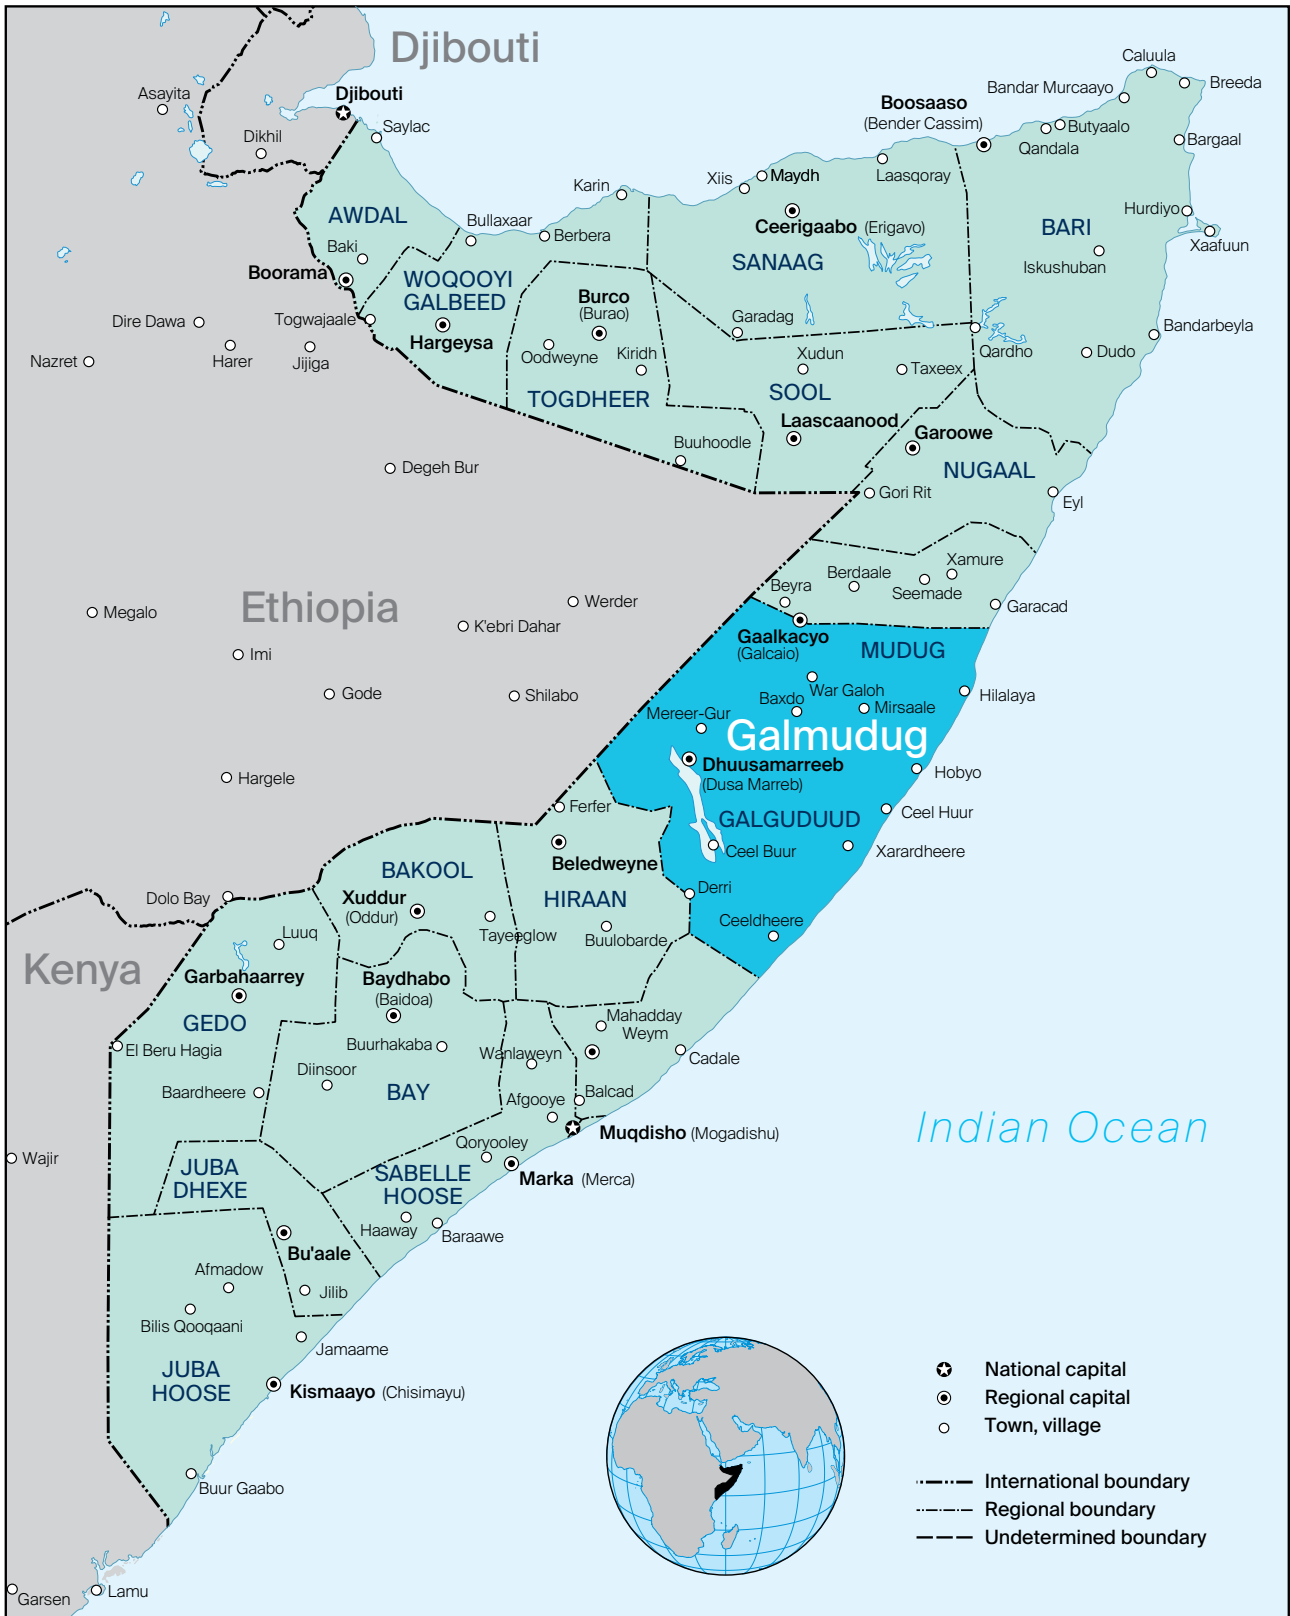 Djibouti
Caluula
Breeda
Bandar Murcaayo
Asayita
Djibouti
Boosaaso
(Bender Cassim)
Butyaalo
Saylac
Dikhil
Qandala
Bargaal
Laasqoray
Xiis
Maydh
Karin
Hurdiyo
AWDAL
Bullaxaar
Berbera
Ceerigaabo (Erigavo)
BARI
Xaafuun
Baki
Iskushuban
SANAAG
Boorama
WOQOOYI
GALBEED
Burco
(Burao)
Dire Dawa
Togwajaale
Garadag
Bandarbeyla
Hargeysa
Nazret
Harer
Jijiga
Oodweyne
Kiridh
Xudun
Taxeex
Qardho
Dudo
TOGDHEER
SOOL
Laascaanood
Garoowe
Buuhoodle
NUGAAL
Degeh Bur
Gori Rit
Eyl
Xamure
Berdaale
Beyra
Seemade
Garacad
Ethiopia
Megalo
Werder
K'ebri Dahar
Gaalkacyo
(Galcaio)
MUDUG
Imi
Gode
Shilabo
War Galoh
Baxdo
Mirsaale
Hilalaya
Mereer-Gur
Galmudug
Dhuusamarreeb
(Dusa Marreb)
Hobyo
Hargele
Ferfer
Ceel Huur
GALGUDUUD
Ceel Buur
Xarardheere
Beledweyne
BAKOOL
Xuddur
(Oddur)
HIRAAN
Derri
Dolo Bay
Ceeldheere
Luuq
Tayeeglow
Buulobarde
Kenya
Garbahaarrey
Baydhabo
(Baidoa)
GEDO
Mahadday
Weym
El Beru Hagia
Buurhakaba
Wanlaweyn
Cadale
Diinsoor
Baardheere
BAY
Afgooye
Balcad
Indian Ocean
Muqdisho (Mogadishu)
Qoryooley
Wajir
JUBA
DHEXE
SABELLE
HOOSE
Marka (Merca)
Haaway
Baraawe
Bu'aale
Afmadow
Jilib
Bilis Qooqaani
Jamaame
JUBA
HOOSE
Kismaayo (Chisimayu)
National capital
Regional capital
Town, village
Buur Gaabo
International boundary
Regional boundary
Undetermined boundary
Garsen
Lamu